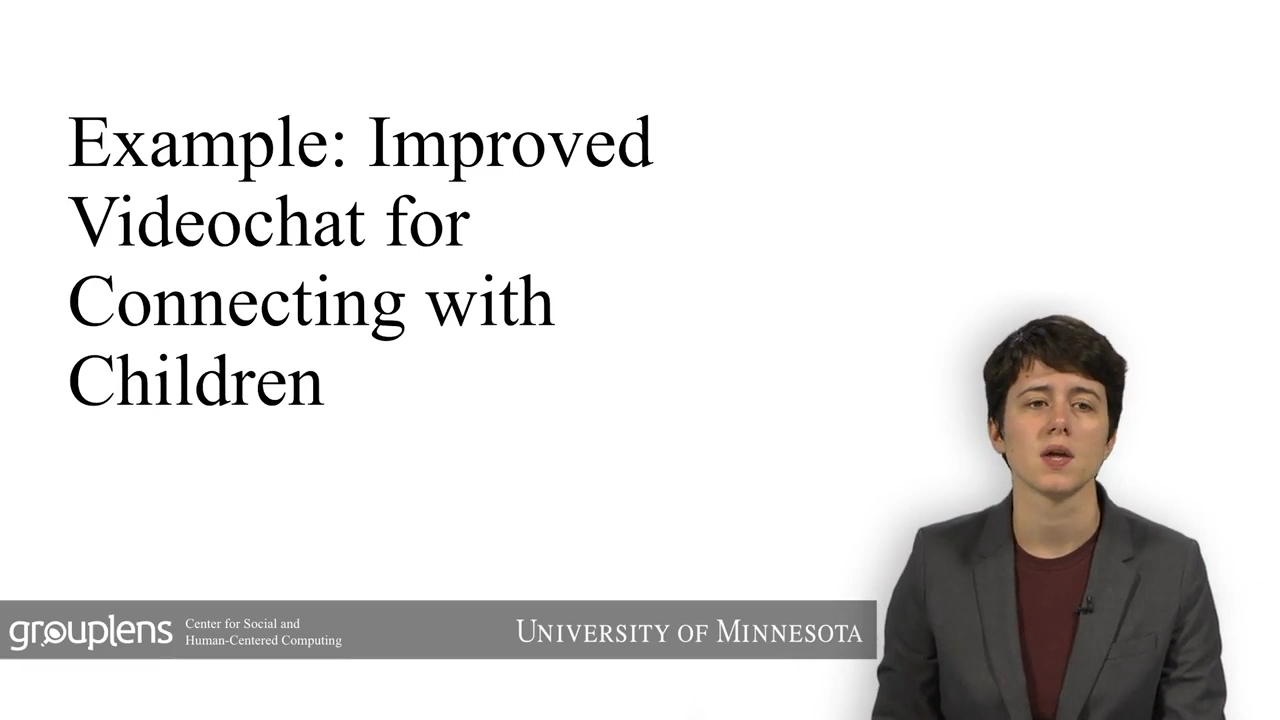 Example: Improved
Videochat for
Connecting with
Children
grouplens
Center for Social and
Human-Centered Computing
UNIVERSITY OF MINNESOTA